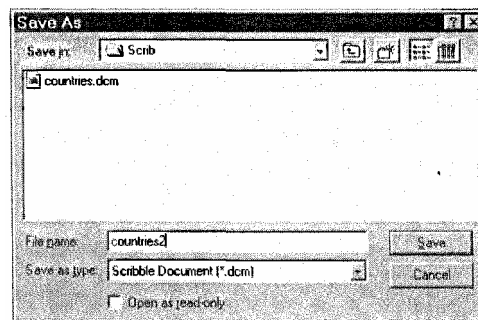 Save As
Save in: Scrib
countries.dcm
File name: countries2
Save
Save as type: Scribble Document (*.dcm)
Cancel
Open as read-only